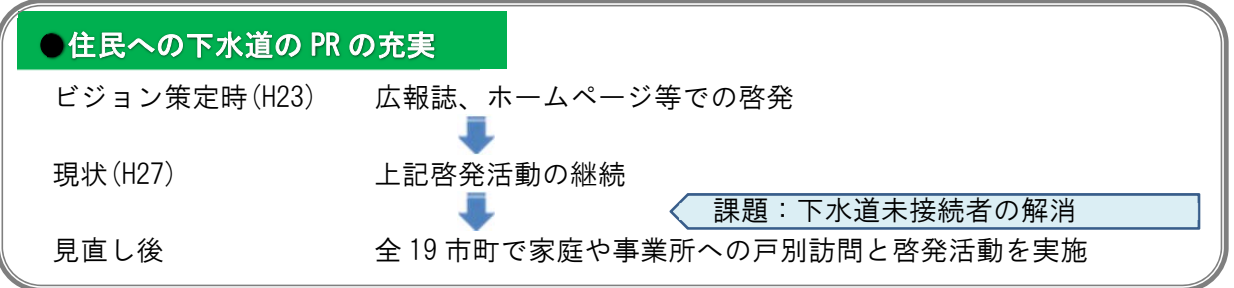 ●住民への下水道の PR の充実
ビジョン策定時(H23) 広報誌、ホームページ等での啓発
現状(H27) 上記啓発活動の継続
課題：下水道未接続者の解消
見直し後 全 19 市町で家庭や事業所への戸別訪問と啓発活動を実施